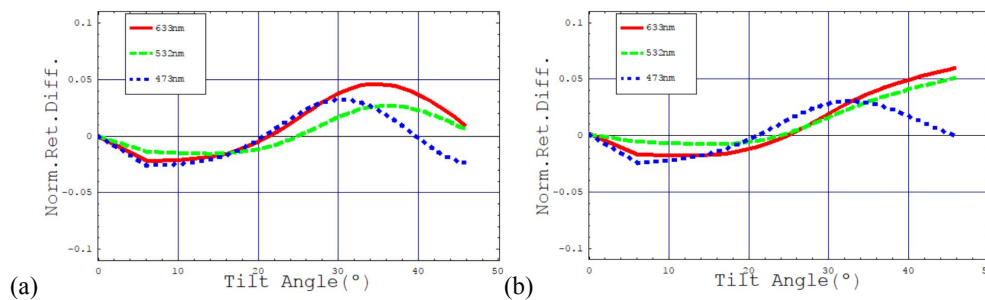 0.1
0.05
0
-0.05
-0.1
Norm.Ret.Diff.
633nm
532nm
473nm
0
10
20
30
40
50
Tilt Angle(°)
(a)
0.1
0.05
0
-0.05
-0.1
Norm.Ret.Diff.
633nm
532nm
473nm
0
10
20
30
40
50
Tilt Angle(°)
(b)